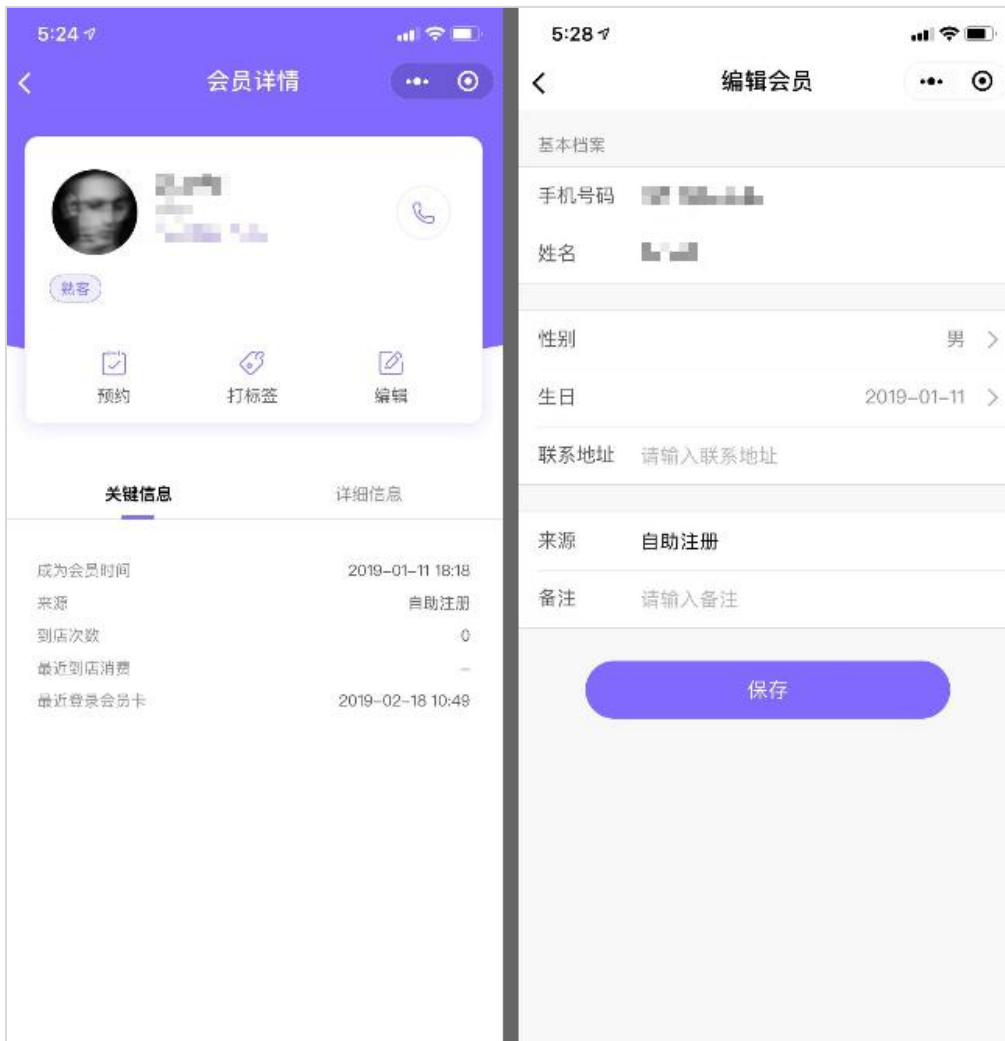 5:24
会员详情
熟客
预约
打标签
编辑
关键信息
详细信息
成为会员时间
2019-01-11 18:18
来源
自助注册
到店次数
0
最近到店消费
–
最近登录会员卡
2019-02-18 10:49
5:28
编辑会员
基本档案
手机号码
姓名
性别
男
生日
2019-01-11
联系地址
请输入联系地址
来源
自助注册
备注
请输入备注
保存